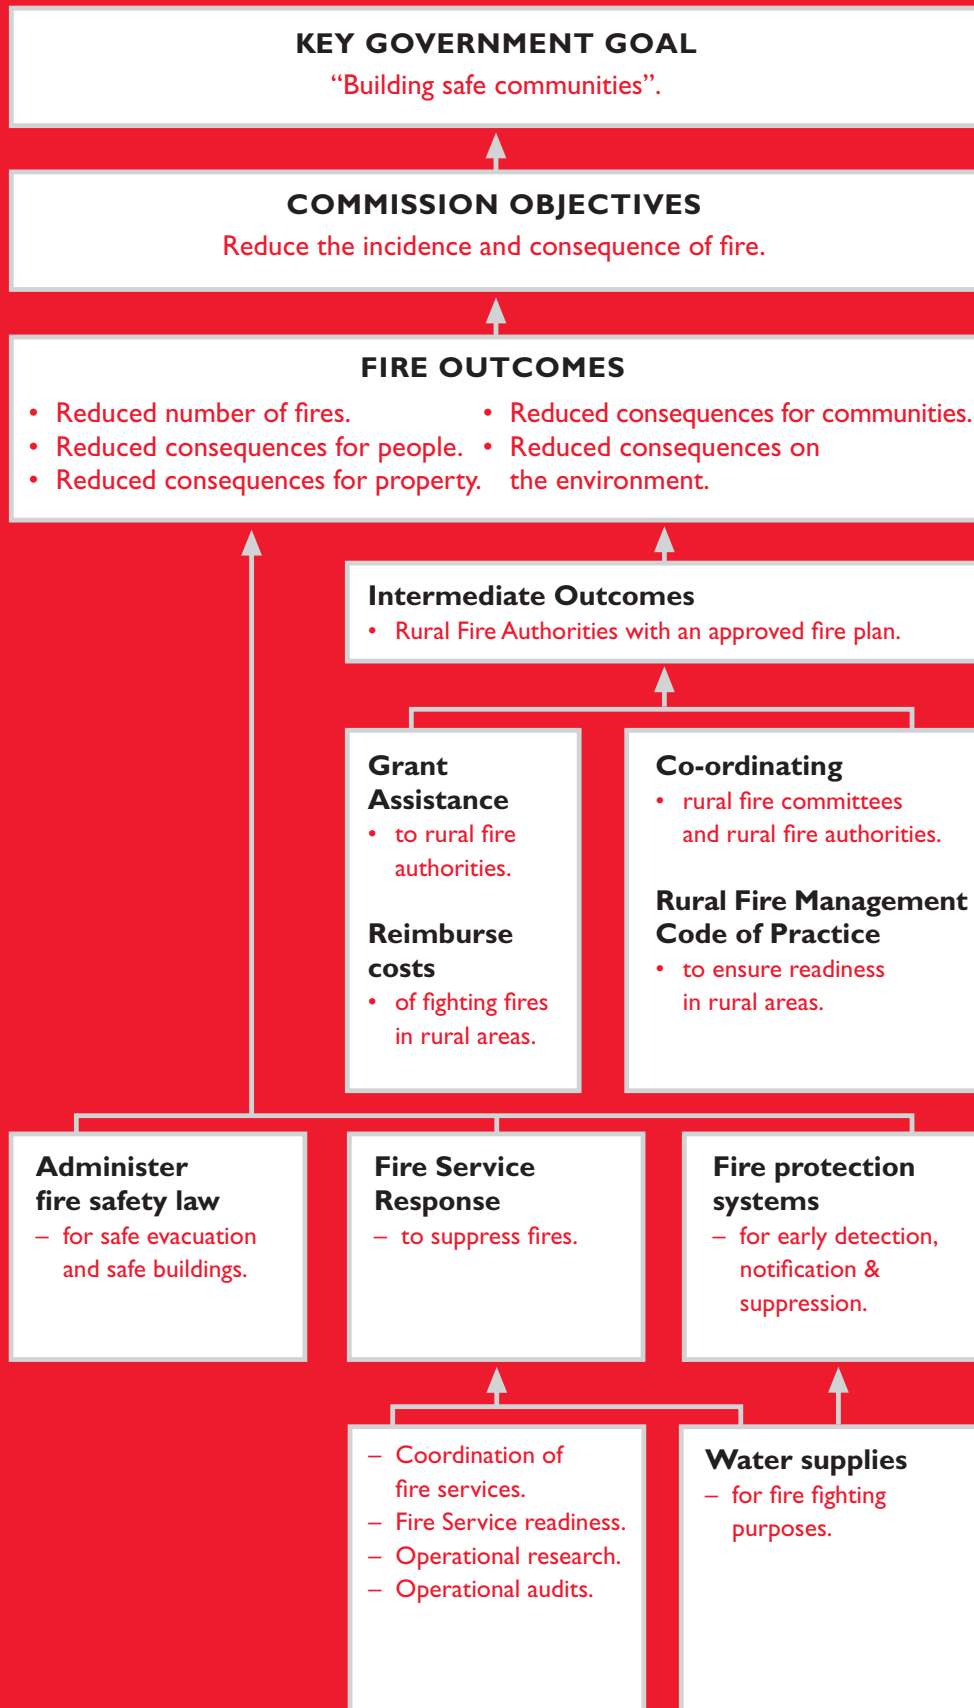 KEY GOVERNMENT GOAL
“Building safe communities”.
COMMISSION OBJECTIVES
Reduce the incidence and consequence of fire.
FIRE OUTCOMES
• Reduced number of fires.
• Reduced consequences for people.
• Reduced consequences for property.
• Reduced consequences for communities.
• Reduced consequences on
the environment.
Intermediate Outcomes
• Rural Fire Authorities with an approved fire plan.
Grant
Assistance
• to rural fire
authorities.
Reimburse
costs
• of fighting fires
in rural areas.
Co-ordinating
• rural fire committees
and rural fire authorities.
Rural Fire Management
Code of Practice
• to ensure readiness
in rural areas.
Administer
fire safety law
– for safe evacuation
and safe buildings.
Fire Service
Response
– to suppress fires.
Fire protection
systems
– for early detection,
notification &
suppression.
– Coordination of
fire services.
– Fire Service readiness.
– Operational research.
– Operational audits.
Water supplies
– for fire fighting
purposes.